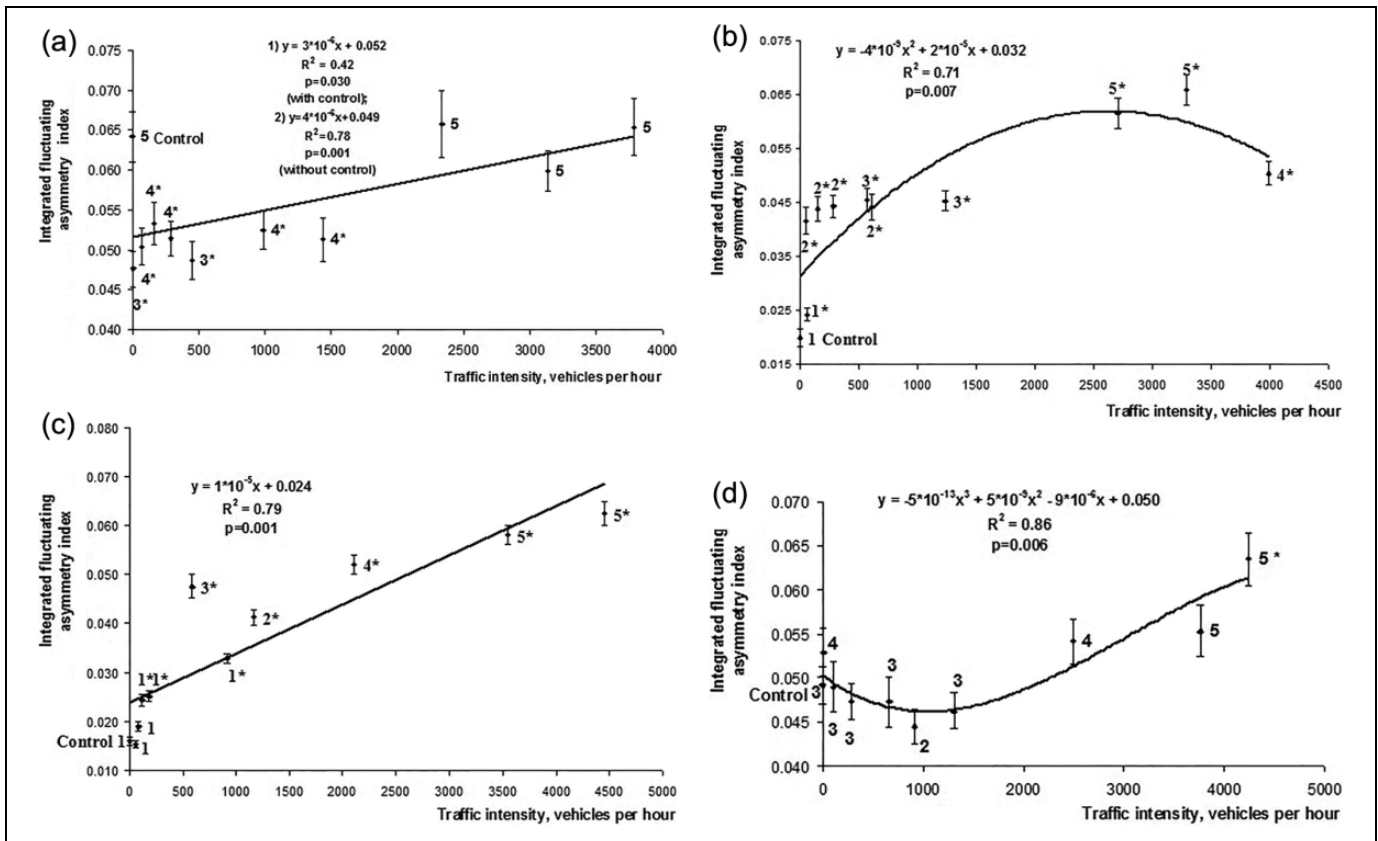 (a)
0.075
0.070
0.065
0.060
0.055
0.050
0.045
0.040
Integrated fluctuating
asymmetry index
1) y = 3*10⁻⁶x + 0.052
R² = 0.42
p=0.030
(with control);
2) y=4*10⁻⁶x+0.049
R²=0.78
p=0.001
(without control)
5 Control
4*
4*
4*
3*
3*
4*
4*
5
5
5
0 500 1000 1500 2000 2500 3000 3500 4000
Traffic intensity, vehicles per hour
(b)
0.075
0.065
0.055
0.045
0.035
0.025
0.015
Integrated fluctuating
asymmetry index
y = -4*10⁻⁹x² + 2*10⁻⁵x + 0.032
R² = 0.71
p=0.007
5*
5*
4*
2* 2* 3*
3*
2*
2*
1*
1 Control
0 500 1000 1500 2000 2500 3000 3500 4000 4500
Traffic intensity, vehicles per hour
(c)
0.080
0.070
0.060
0.050
0.040
0.030
0.020
0.010
Integrated fluctuating
asymmetry index
y = 1*10⁻⁵x + 0.024
R² = 0.79
p=0.001
5*
5*
4*
3*
2*
1*
1*1*
1
Control 1
1
0 500 1000 1500 2000 2500 3000 3500 4000 4500 5000
Traffic intensity, vehicles per hour
(d)
0.070
0.065
0.060
0.055
0.050
0.045
0.040
Integrated fluctuating
asymmetry index
y = -5*10⁻¹³x³ + 5*10⁻⁹x² - 9*10⁻⁶x + 0.050
R² = 0.86
p=0.006
5*
5
4
4
3
3
Control 3
3
3
2
0 1000 2000 3000 4000 5000
Traffic intensity, vehicles per hour